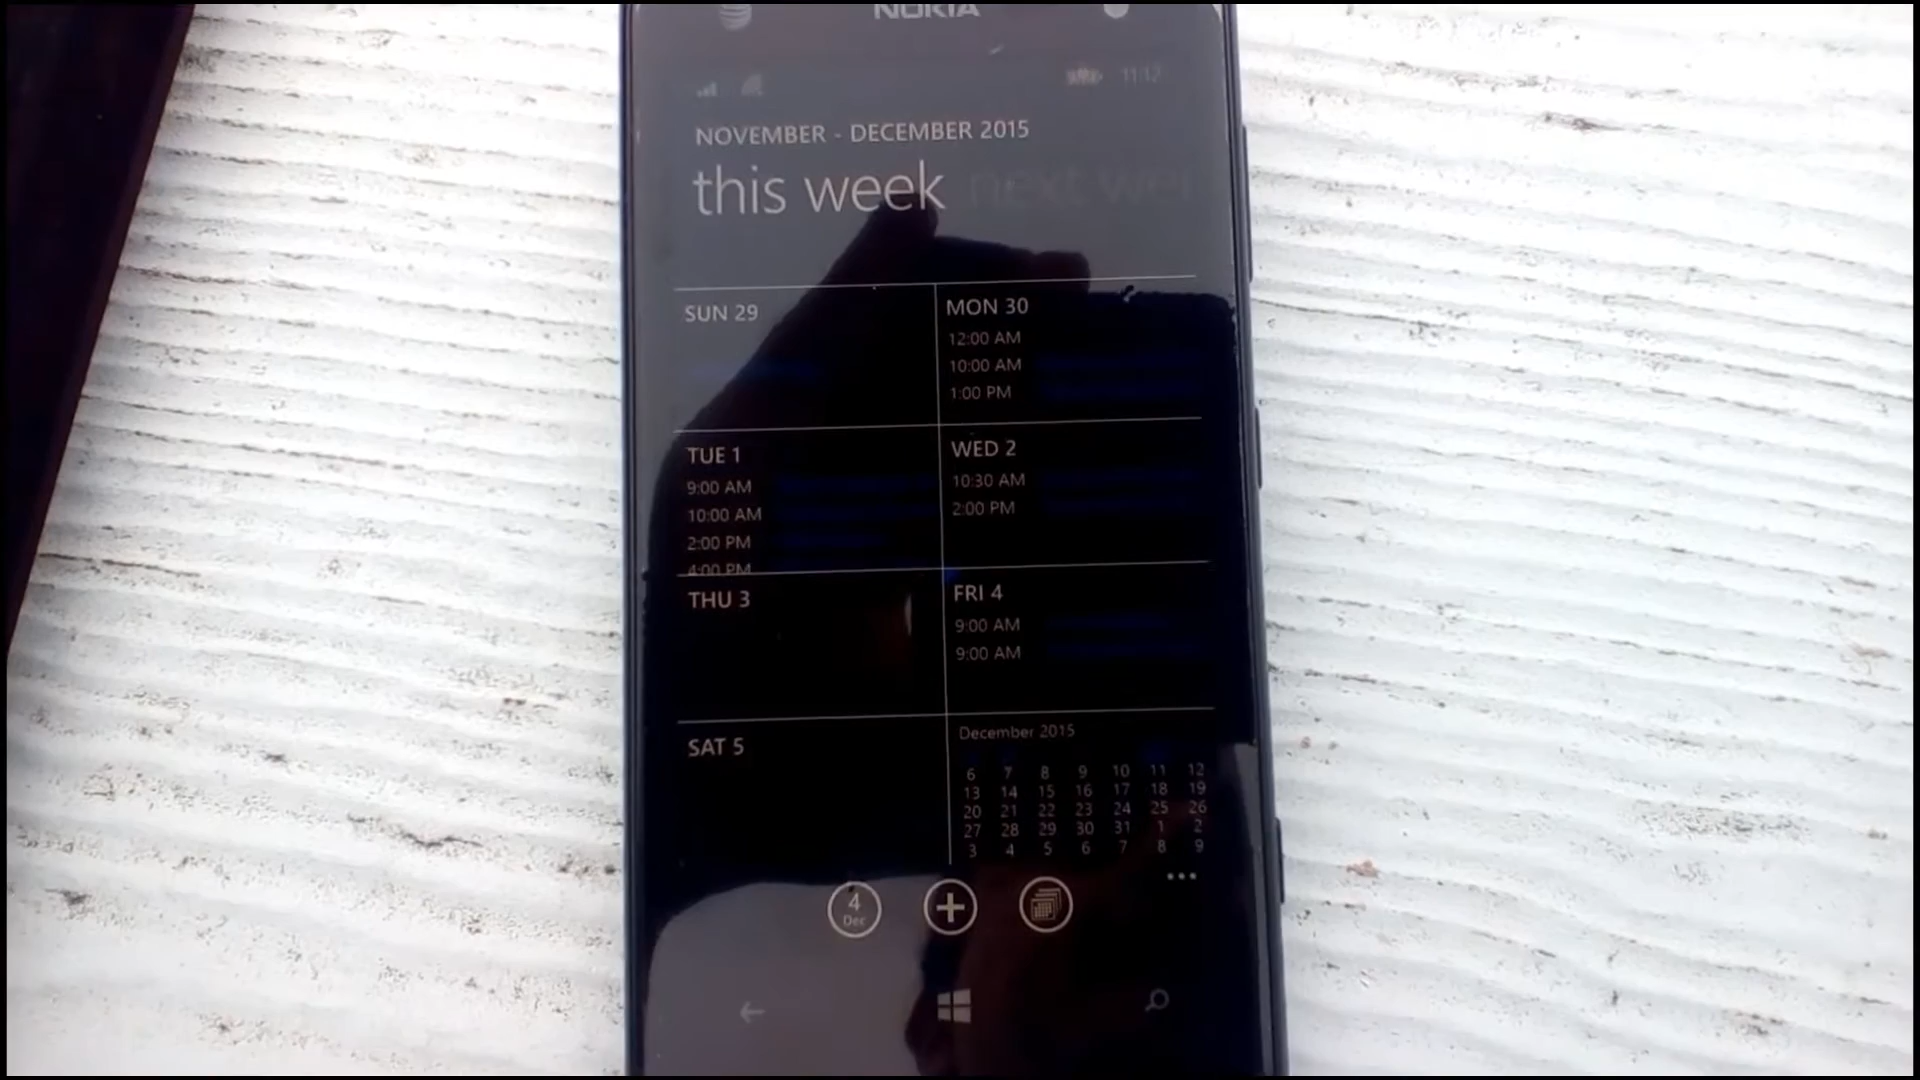 NOKIA
11:12
NOVEMBER - DECEMBER 2015
this week next
SUN 29
MON 30
12:00 AM
10:00 AM
1:00 PM
TUE 1
9:00 AM
10:00 AM
2:00 PM
4:00 PM
WED 2
10:30 AM
2:00 PM
THU 3
FRI 4
9:00 AM
9:00 AM
SAT 5
December 2015
6 7 8 9 10 11 12
13 14 15 16 17 18 19
20 21 22 23 24 25 26
27 28 29 30 31 1 2
3 4 5 6 7 8 9
4
Dec